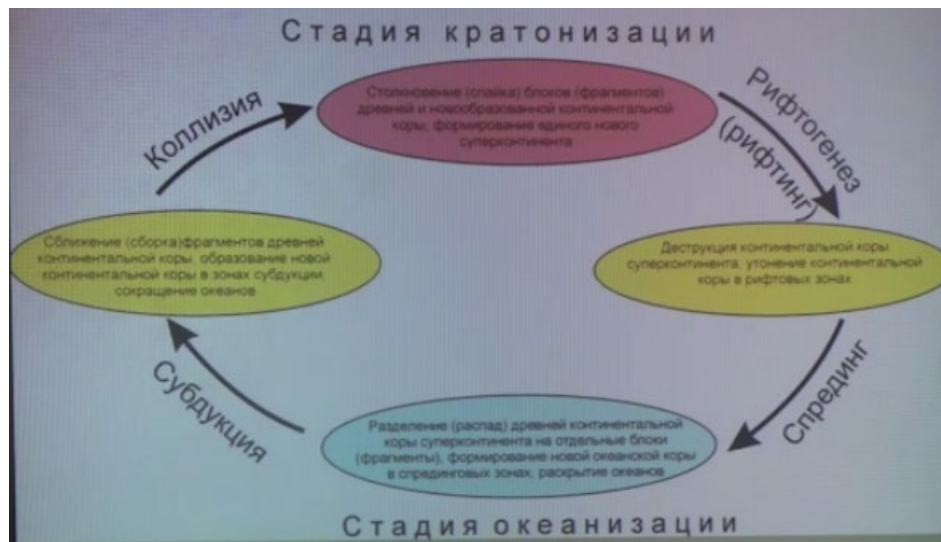 Стадия кратонизации
Столкновение (спайка) блоков (фрагментов)
древней и новообразованной континентальной
коры, формирование единого нового
суперконтинента
Рифтогенез
(рифтинг)
Коллизия
Сближение (сборка)фрагментов древней
континентальной коры, образование новой
континентальной коры в зонах субдукции,
сокращение океанов
Деструкция континентальной коры
суперконтинента, утонение континентальной
коры в рифтовых зонах
Субдукция
Спрединг
Разделение (распад) древней континентальной
коры суперконтинента на отдельные блоки
(фрагменты), формирование новой океанской коры
в спрединговых зонах, раскрытие океанов
Стадия океанизации